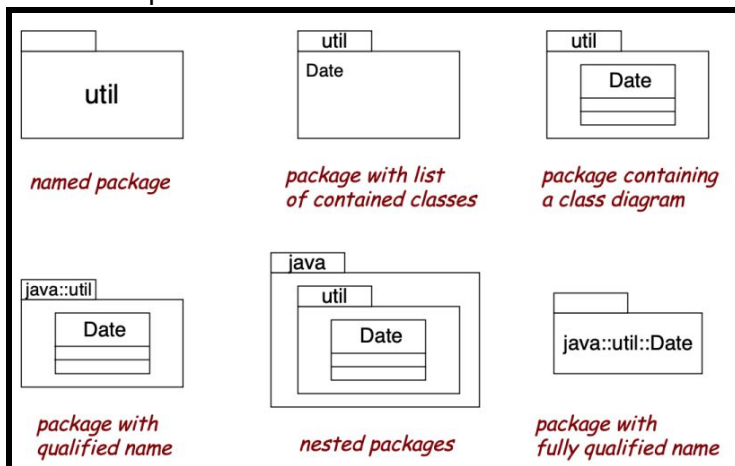 util
util
Date
util
Date
named package
package with list
of contained classes
package containing
a class diagram
java::util
Date
java
util
Date
java::util::Date
package with
qualified name
nested packages
package with
fully qualified name